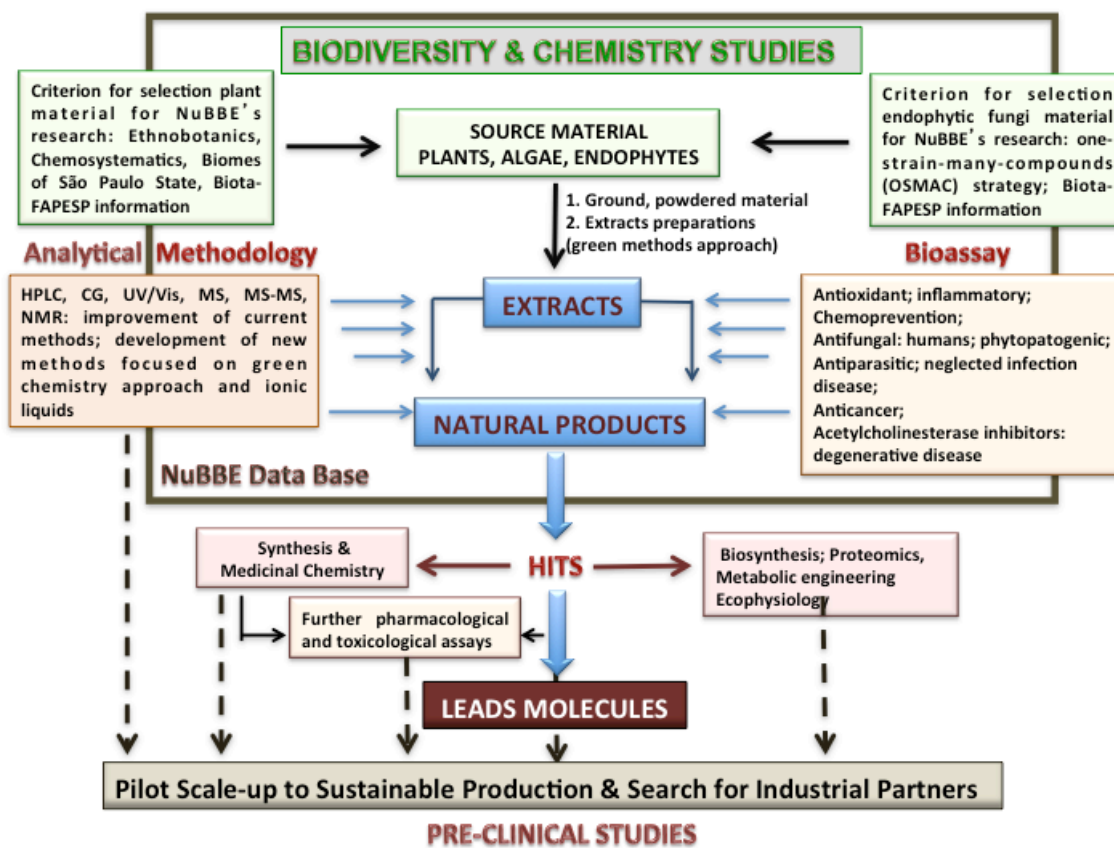 BIODIVERSITY & CHEMISTRY STUDIES
Criterion for selection plant
material for NuBBE's
research: Ethnobotanics,
Chemosystematics, Biomes
of São Paulo State, Biota-
FAPESP information
SOURCE MATERIAL
PLANTS, ALGAE, ENDOPHYTES
Criterion for selection
endophytic fungi material
for NuBBE's research: one-
strain-many-compounds
(OSMAC) strategy; Biota-
FAPESP information
1. Ground, powdered material
2. Extracts preparations
(green methods approach)
Analytical Methodology
Bioassay
HPLC, CG, UV/Vis, MS, MS-MS,
NMR: improvement of current
methods; development of new
methods focused on green
chemistry approach and ionic
liquids
EXTRACTS
NATURAL PRODUCTS
Antioxidant; inflammatory;
Chemoprevention;
Antifungal: humans; phytopatogenic;
Antiparasitic; neglected infection
disease;
Anticancer;
Acetylcholinesterase inhibitors:
degenerative disease
NuBBE Data Base
Synthesis &
Medicinal Chemistry
HITS
Biosynthesis; Proteomics,
Metabolic engineering
Ecophysiology
Further pharmacological
and toxicological assays
LEADS MOLECULES
Pilot Scale-up to Sustainable Production & Search for Industrial Partners
PRE-CLINICAL STUDIES